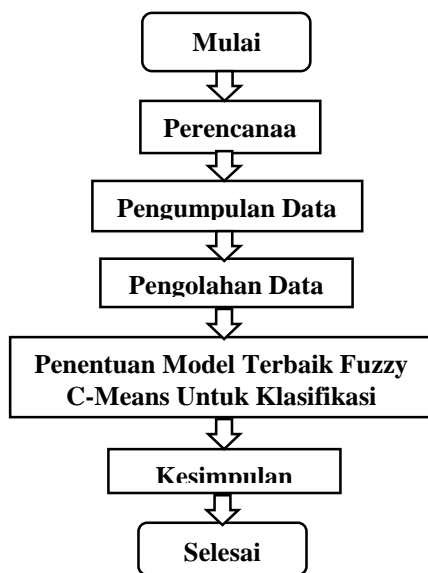 Mulai
Perencanaa
Pengumpulan Data
Pengolahan Data
Penentuan Model Terbaik Fuzzy
C-Means Untuk Klasifikasi
Kesimpulan
Selesai